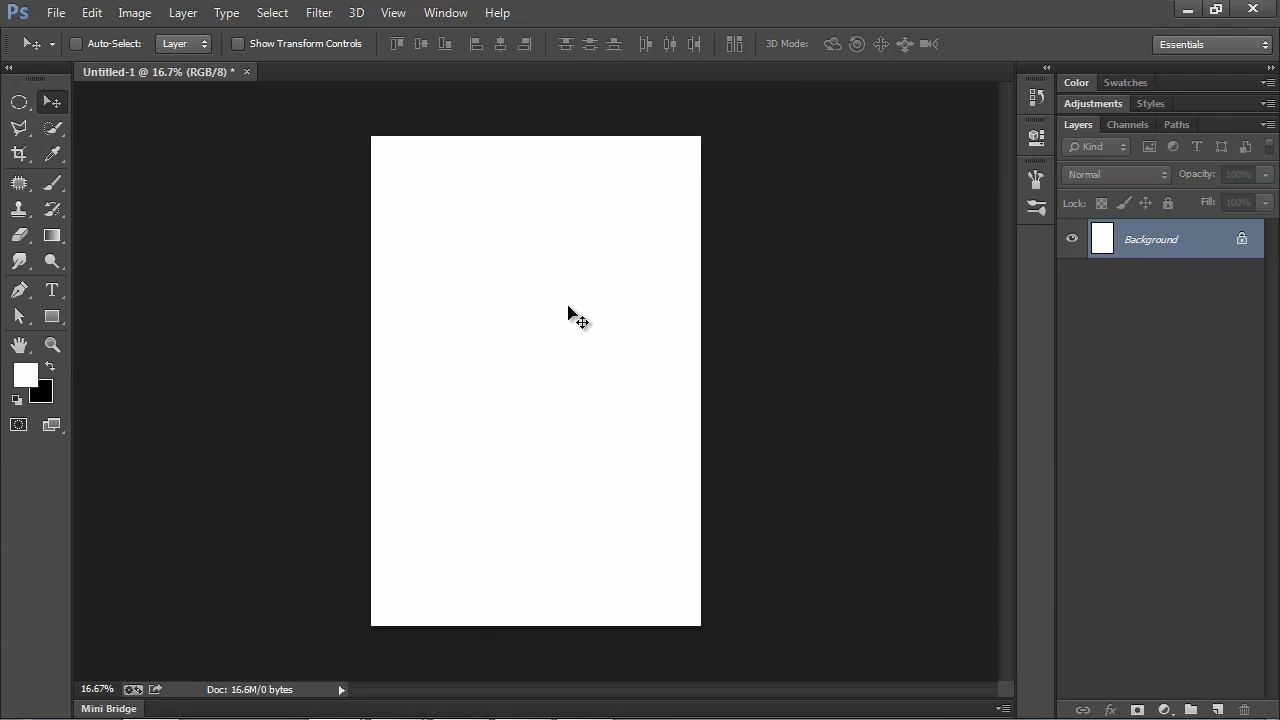 Ps File Edit Image Layer Type Select Filter 3D View Window Help
Auto-Select: Layer Show Transform Controls 3D Mode: Essentials
Untitled-1 @ 16.7% (RGB/8) * ×
Color Swatches
Adjustments Styles
Layers Channels Paths
Kind T
Normal Opacity: 100%
Lock: Fill: 100%
Background
T
16.67% Doc: 16.6M/0 bytes
Mini Bridge
fx